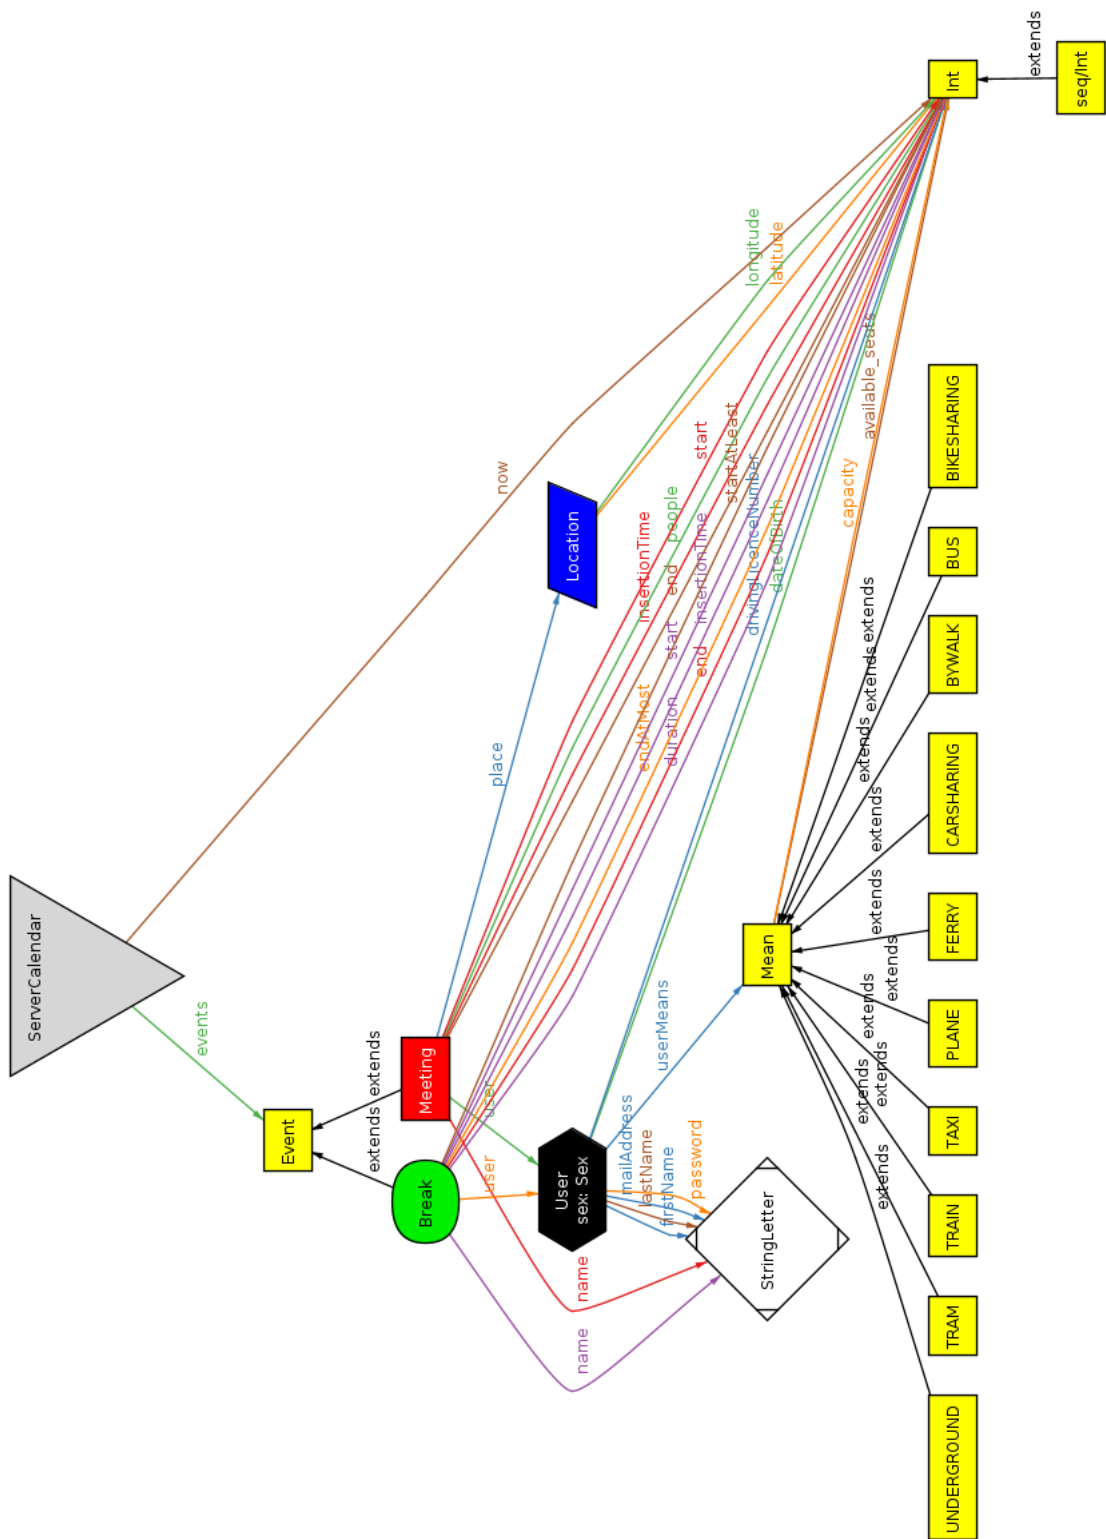 ServerCalendar
events
now
Event
extends
extends
Meeting
Break
user
user
place
Location
longitude
latitude
Int
extends
seq/Int
name
name
User
sex: Sex
mailAddress
lastName
firstName
password
userMeans
insertionTime
people
start
end
startAtLeast
start
insertionTime
end
endAtMost
duration
drivingLicenceNumber
dateOfBirth
available_seats
capacity
StringLetter
Mean
extends
extends
extends
extends
extends
extends
extends
extends
extends
extends
UNDERGROUND
TRAM
TRAIN
TAXI
PLANE
FERRY
CARSHARING
BYWALK
BUS
BIKESHARING